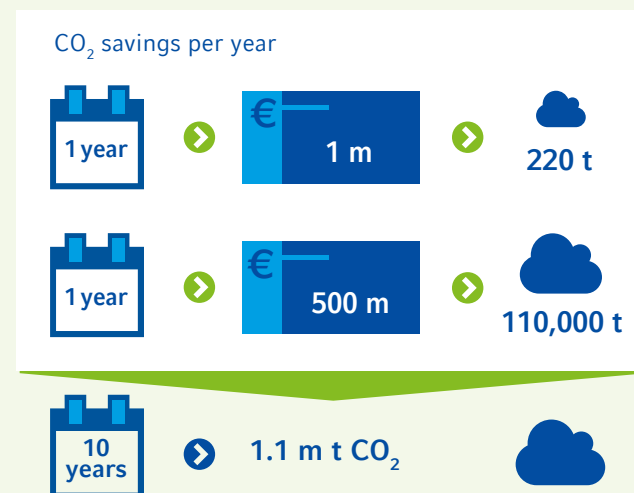 CO₂ savings per year
1 year
€
1 m
220 t
1 year
€
500 m
110,000 t
10
years
1.1 m t CO₂